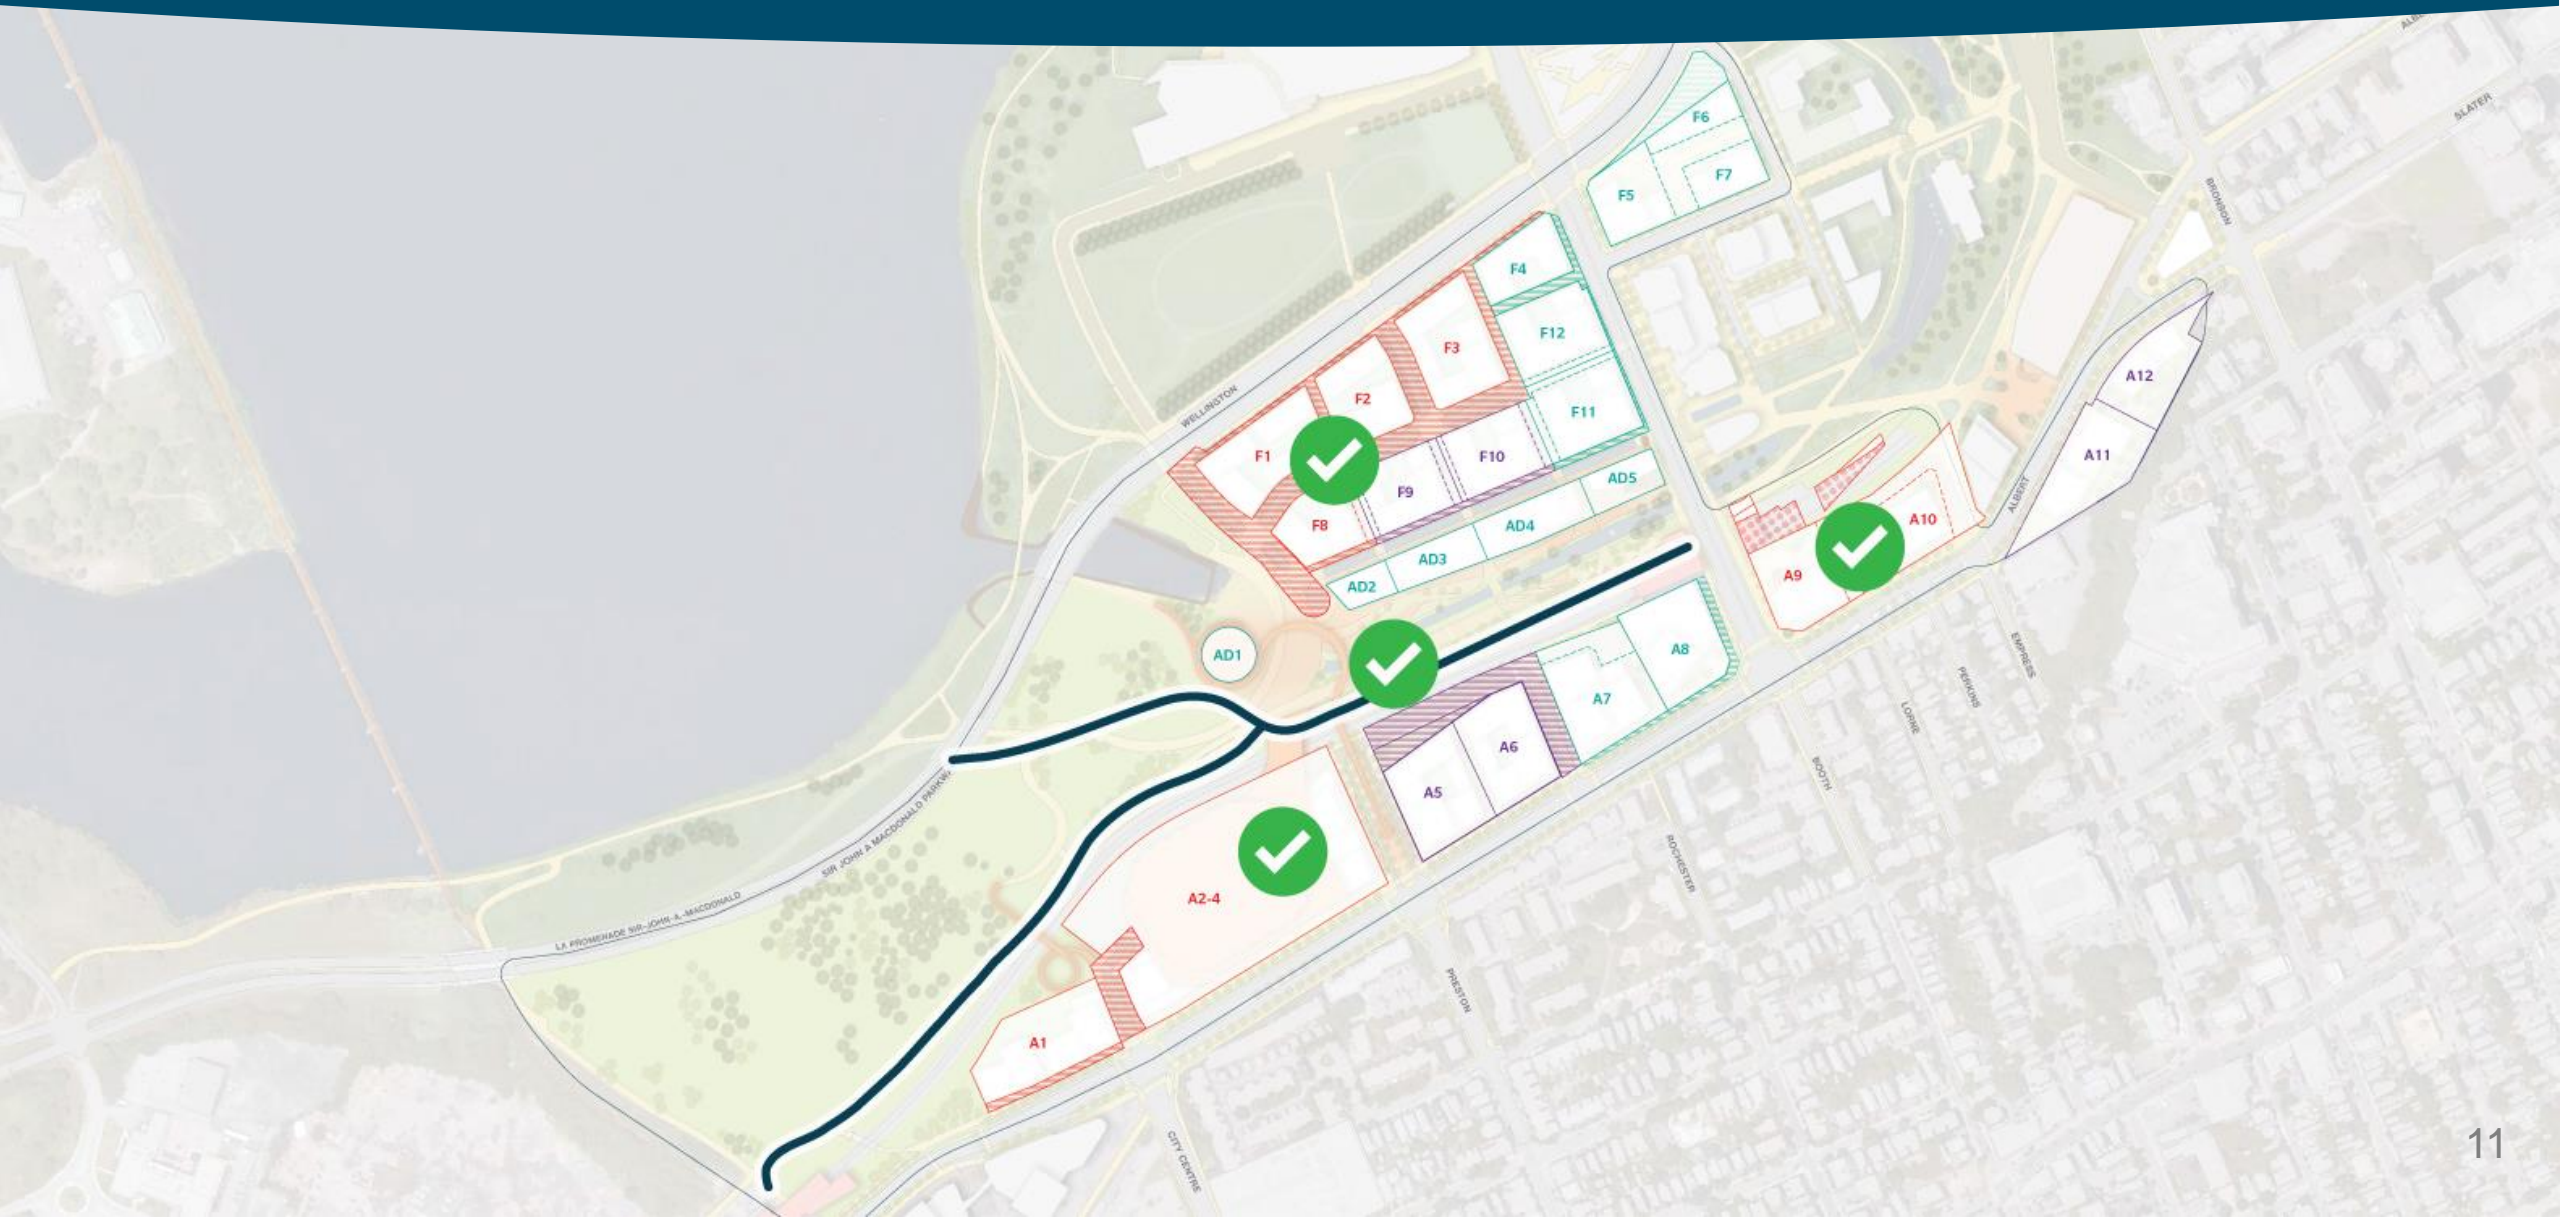 ALBERT
SLATER
BRONSON
F6
F7
F5
F4
F12
F3
F11
F2
F10
F1
F9
F8
WELLINGTON
AD5
AD4
AD3
AD2
AD1
A12
A11
ALBERT
A10
A9
A8
A7
A6
A5
EMPRESS
PERKINS
LORNE
BOOTH
ROCHESTER
PRESTON
CITY CENTRE
SIR JOHN A MACDONALD PARKWA
LA PROMENADE SIR-JOHN-A.-MACDONALD
A2-4
A1
11